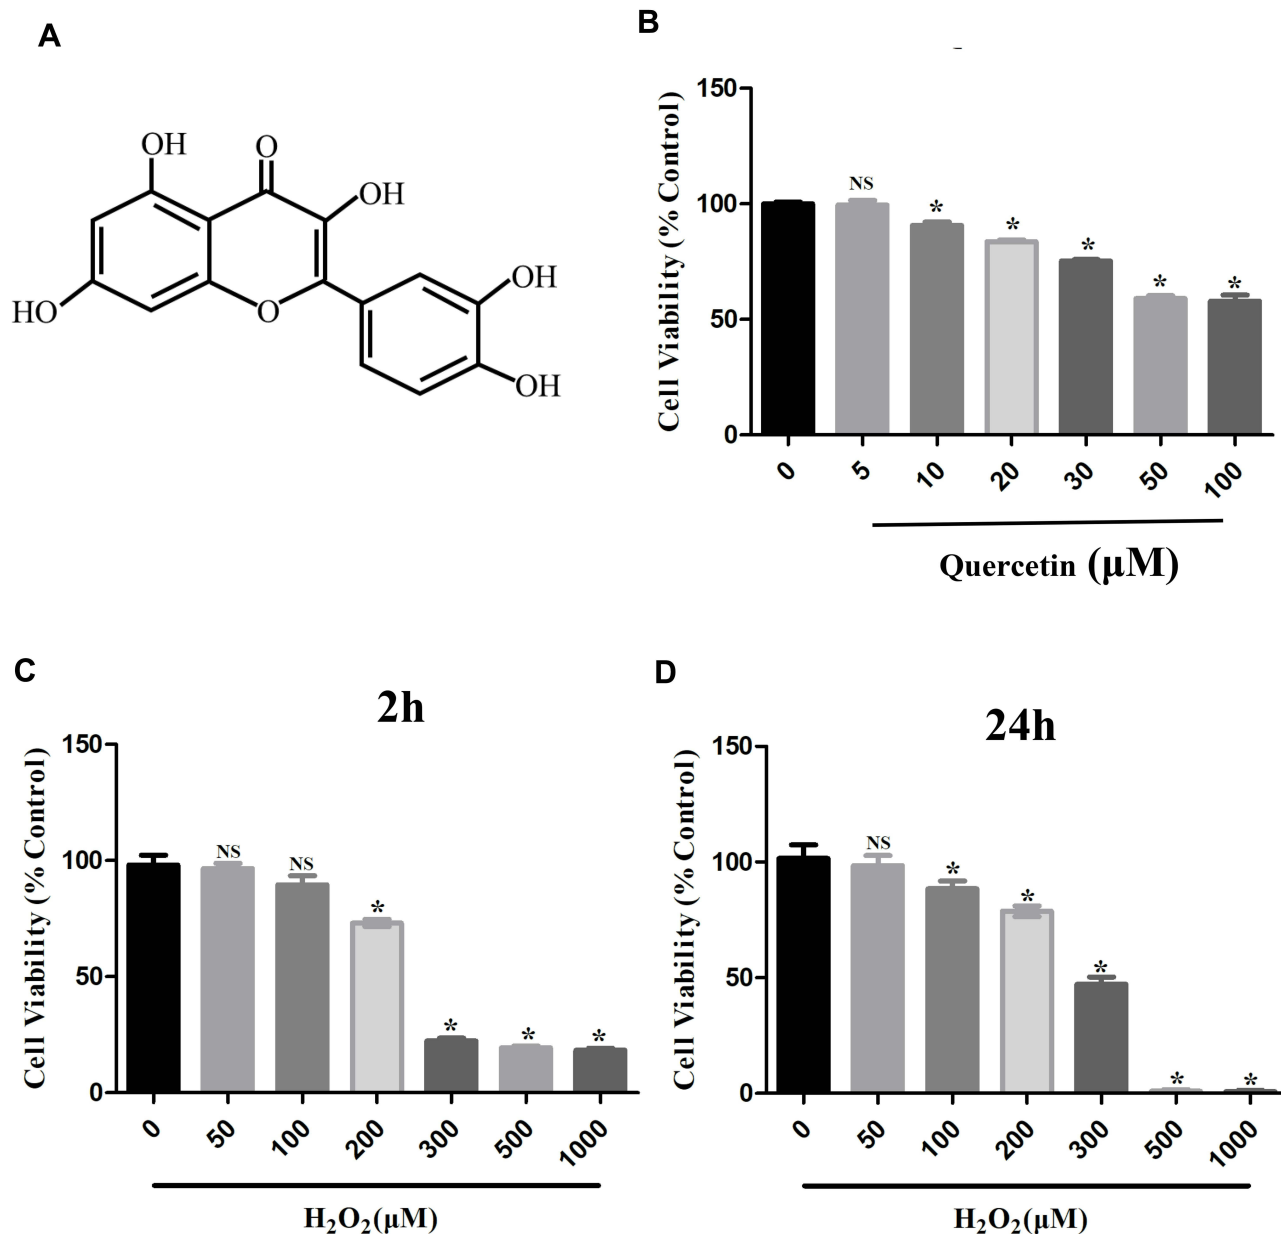 A
OH
O
OH
HO
O
OH
OH
B
Cell Viability (% Control)
150
100
50
0
NS
*
*
*
*
*
0 5 10 20 30 50 100
Quercetin (µM)
C
2h
Cell Viability (% Control)
150
100
50
0
NS
NS
*
*
*
*
0 50 100 200 300 500 1000
H₂O₂(µM)
D
24h
Cell Viability (% Control)
150
100
50
0
NS
*
*
*
*
*
0 50 100 200 300 500 1000
H₂O₂(µM)